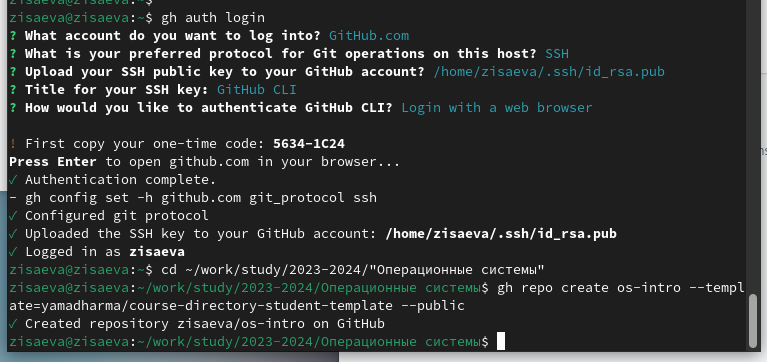 zisaeva@zisaeva:~$
zisaeva@zisaeva:~$ gh auth login
? What account do you want to log into? GitHub.com
? What is your preferred protocol for Git operations on this host? SSH
? Upload your SSH public key to your GitHub account? /home/zisaeva/.ssh/id_rsa.pub
? Title for your SSH key: GitHub CLI
? How would you like to authenticate GitHub CLI? Login with a web browser
! First copy your one-time code: 5634-1C24
Press Enter to open github.com in your browser...
✓ Authentication complete.
- gh config set -h github.com git_protocol ssh
✓ Configured git protocol
✓ Uploaded the SSH key to your GitHub account: /home/zisaeva/.ssh/id_rsa.pub
✓ Logged in as zisaeva
zisaeva@zisaeva:~$ cd ~/work/study/2023-2024/"Операционные системы"
zisaeva@zisaeva:~/work/study/2023-2024/Операционные системы$ gh repo create os-intro --templ
ate=yamadharma/course-directory-student-template --public
✓ Created repository zisaeva/os-intro on GitHub
zisaeva@zisaeva:~/work/study/2023-2024/Операционные системы$